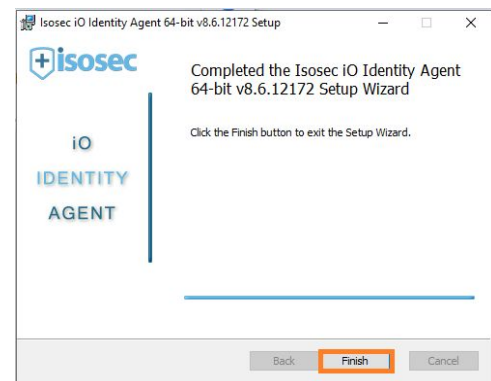 Isosec iO Identity Agent 64-bit v8.6.12172 Setup
isosec
Completed the Isosec iO Identity Agent
64-bit v8.6.12172 Setup Wizard
Click the Finish button to exit the Setup Wizard.
iO
IDENTITY
AGENT
Back Finish Cancel